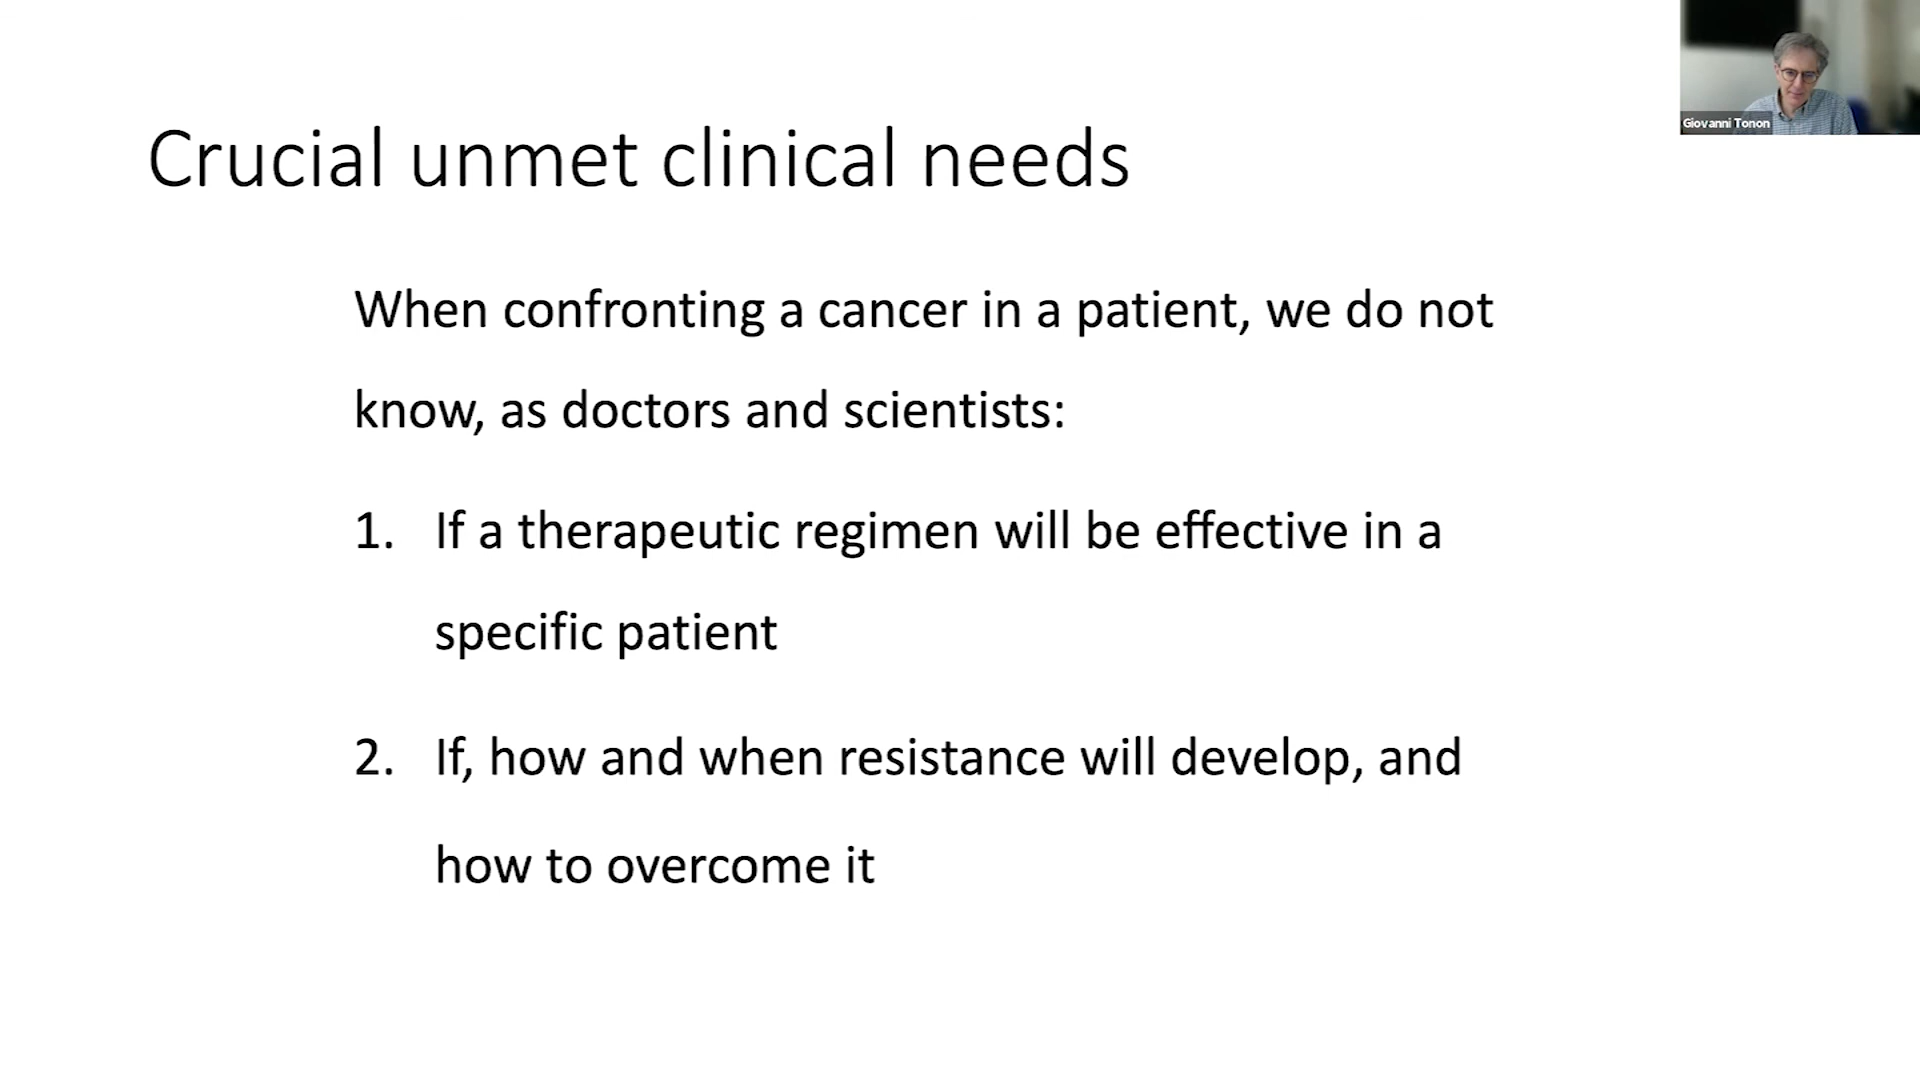 Giovanni Tonon
Crucial unmet clinical needs
When confronting a cancer in a patient, we do not
know, as doctors and scientists:
1. If a therapeutic regimen will be effective in a
specific patient
2. If, how and when resistance will develop, and
how to overcome it